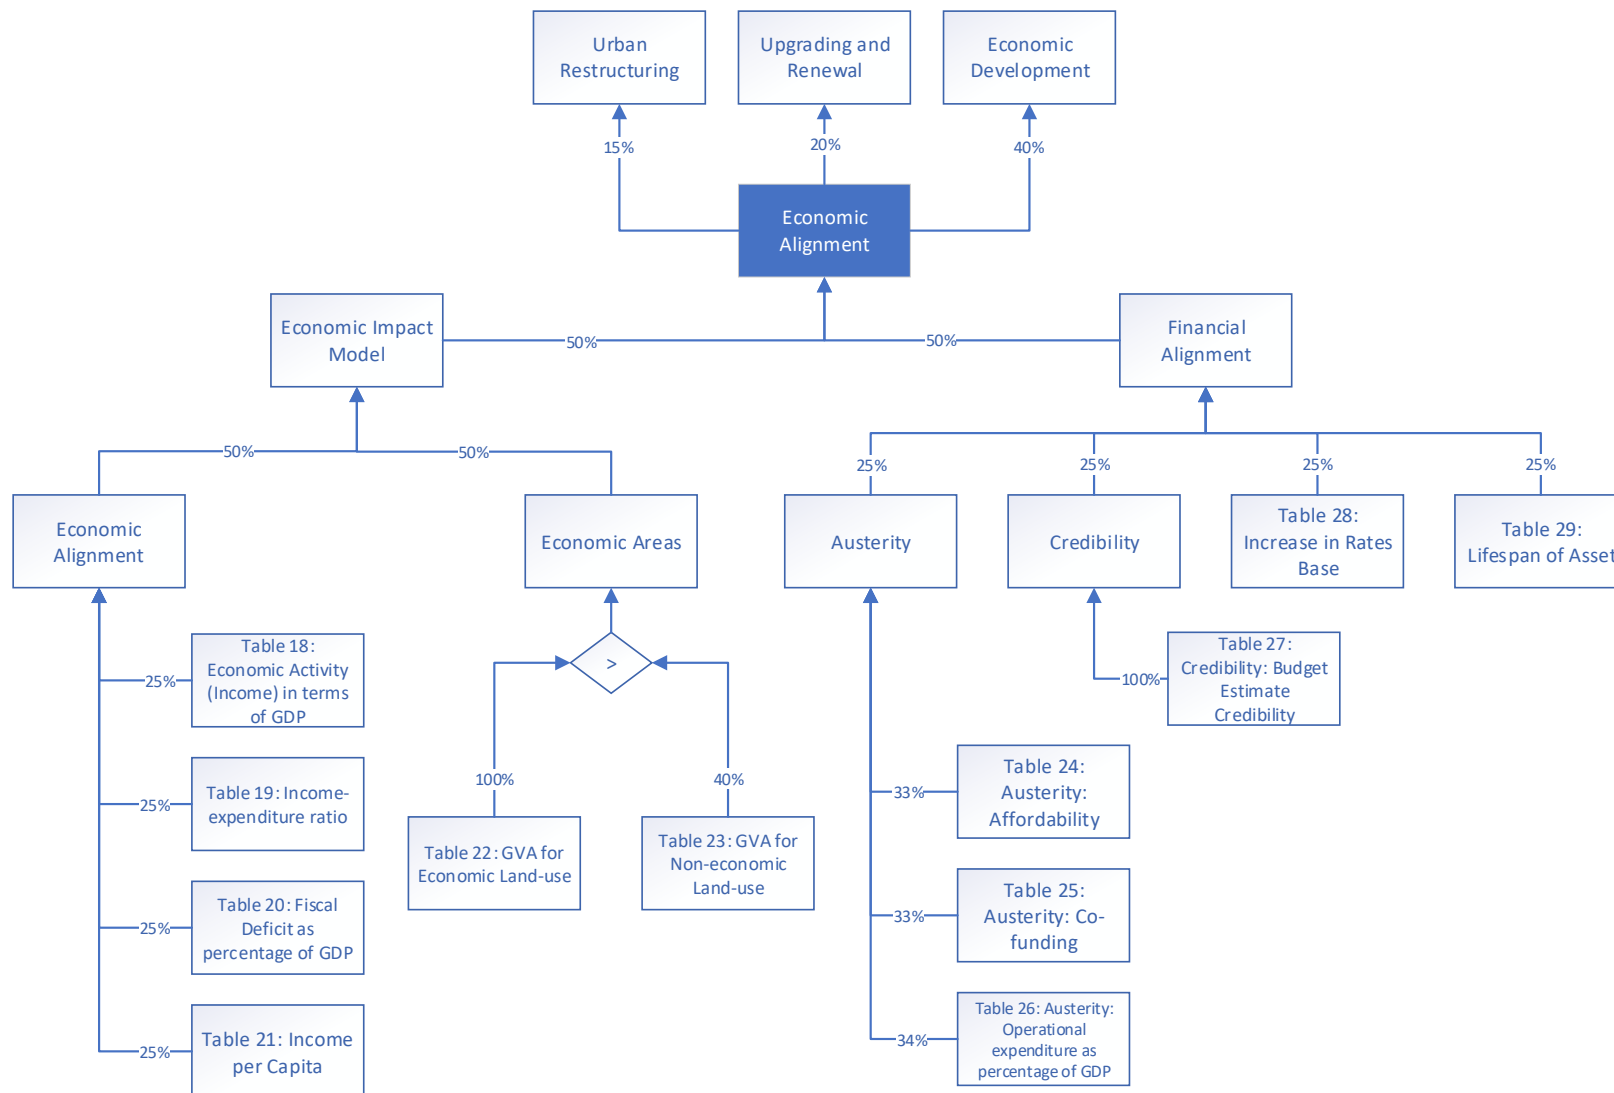 Urban
Restructuring
Upgrading and
Renewal
Economic
Development
15%
20%
40%
Economic
Alignment
Economic Impact
Model
Financial
Alignment
50%
50%
50%
50%
25%
25%
25%
25%
Economic
Alignment
Economic Areas
Austerity
Credibility
Table 28:
Increase in Rates
Base
Table 29:
Lifespan of Asset
Table 18:
Economic Activity
(Income) in terms
of GDP
25%
>
Table 27:
Credibility: Budget
Estimate
Credibility
100%
Table 19: Income-
expenditure ratio
25%
100%
40%
Table 22: GVA for
Economic Land-use
Table 23: GVA for
Non-economic
Land-use
Table 24:
Austerity:
Affordability
33%
Table 20: Fiscal
Deficit as
percentage of GDP
25%
Table 25:
Austerity: Co-
funding
33%
Table 21: Income
per Capita
25%
Table 26: Austerity:
Operational
expenditure as
percentage of GDP
34%